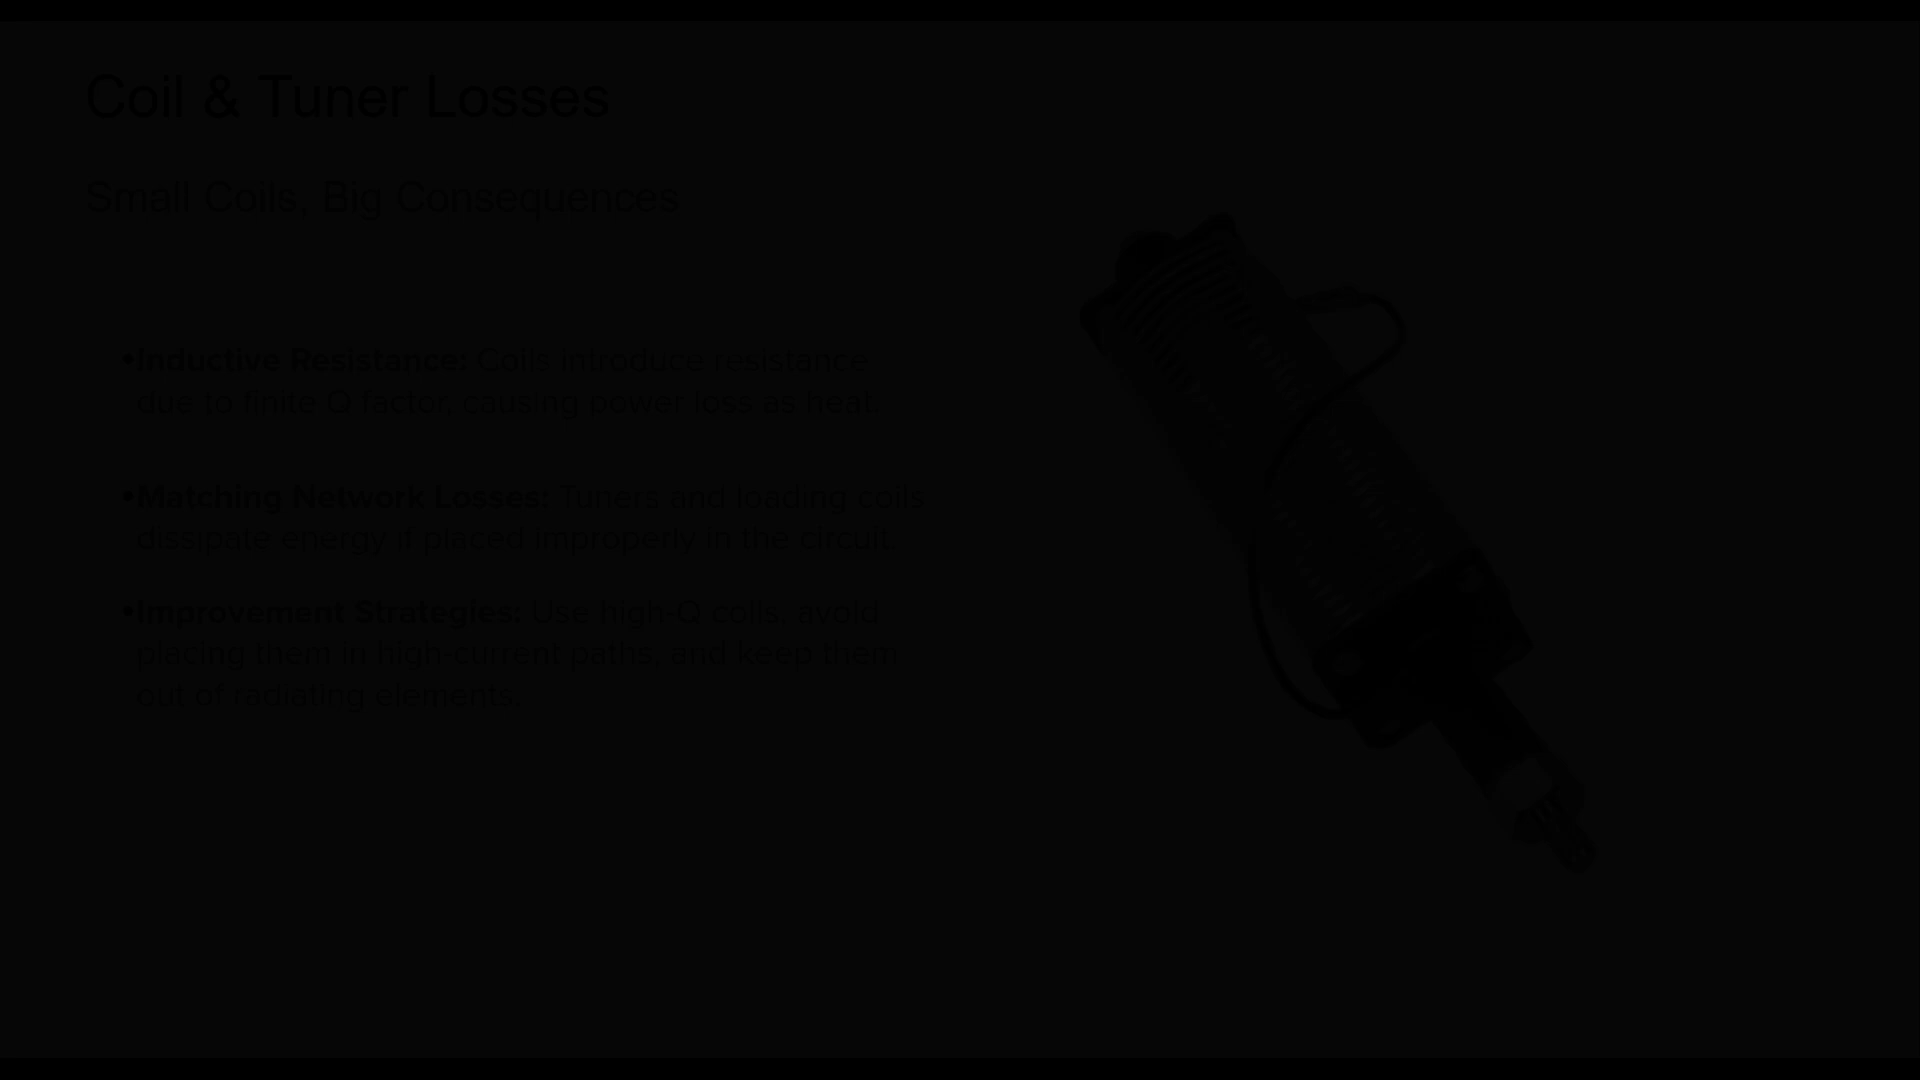 Coil & Tuner Losses
Small Coils, Big Consequences
•Inductive Resistance: Coils introduce resistance
due to finite Q factor, causing power loss as heat.
•Matching Network Losses: Tuners and loading coils
dissipate energy if placed improperly in the circuit.
•Improvement Strategies: Use high-Q coils, avoid
placing them in high-current paths, and keep them
out of radiating elements.